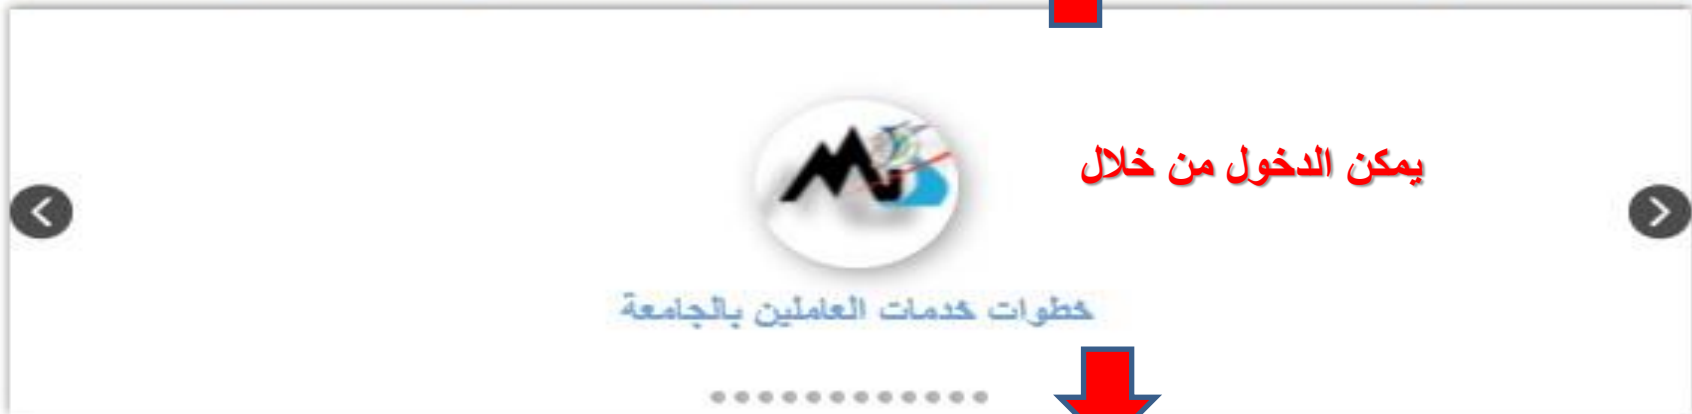 يمكن الدخول من خلال
خطوات خدمات العاملين بالجامعة